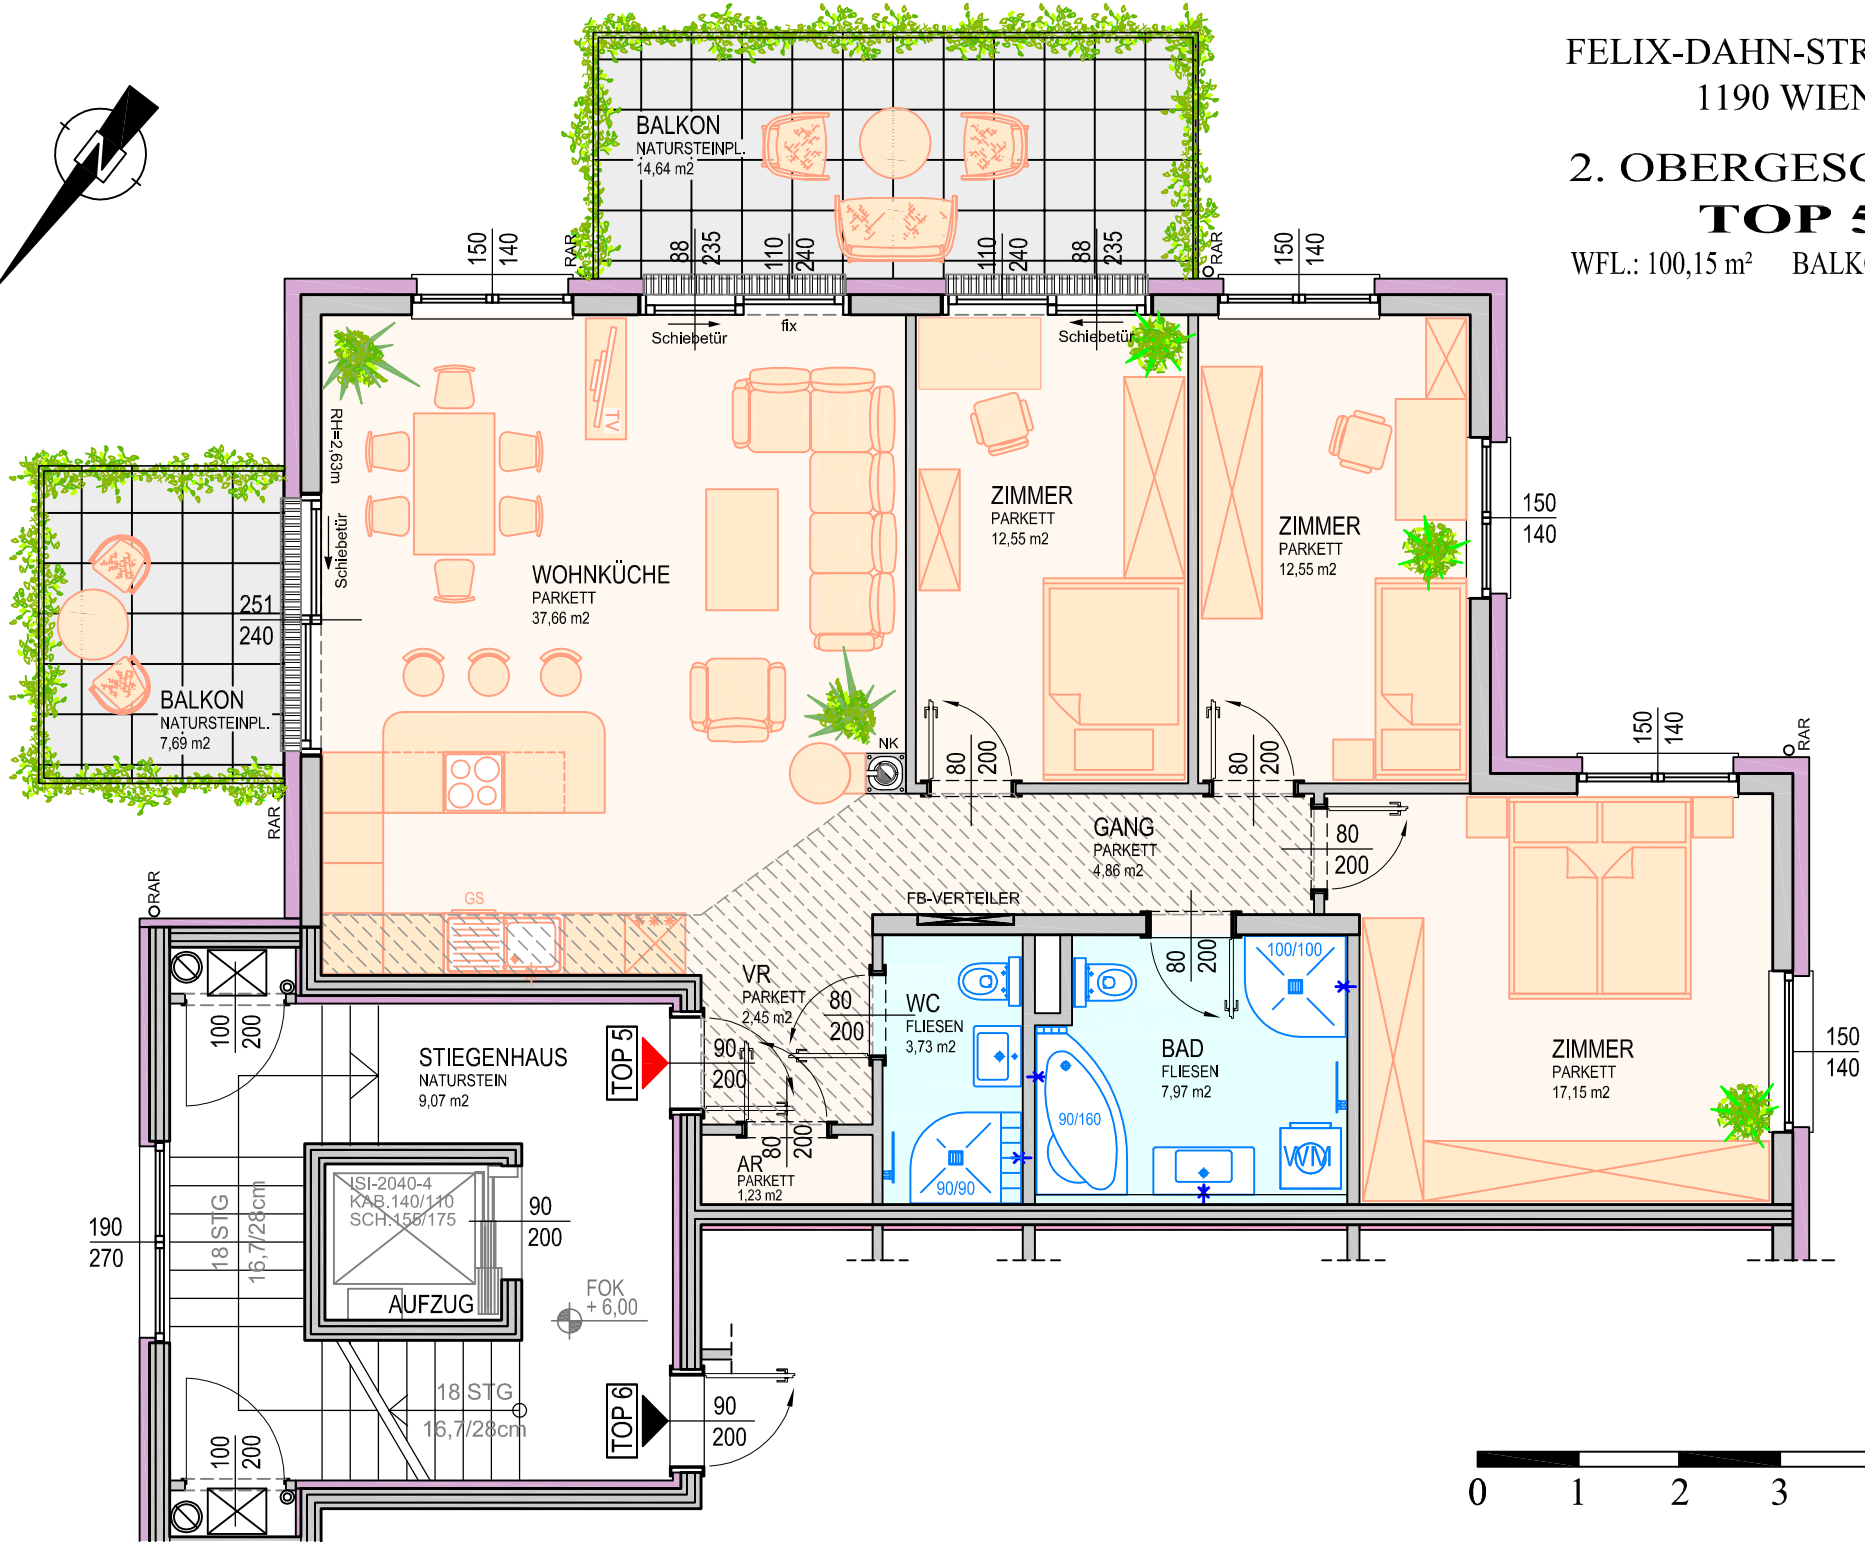 FELIX-DAHN-STR
1190 WIEN
2. OBERGESC
TOP 5
WFL.: 100,15 m² BALK
N
BALKON
NATURSTEINPL.
14,64 m2
150
140
RAR
88
235
110
240
110
240
88
235
RAR
150
140
Schiebetür
fix
Schiebetür
TV
RH=2,63m
Schiebetür
251
240
BALKON
NATURSTEINPL.
7,69 m2
RAR
WOHNKÜCHE
PARKETT
37,66 m2
ZIMMER
PARKETT
12,55 m2
ZIMMER
PARKETT
12,55 m2
150
140
150
140
RAR
NK
80
200
80
200
GANG
PARKETT
4,86 m2
80
200
FB-VERTEILER
GS
RAR
VR
PARKETT
2,45 m2
80
200
WC
FLIESEN
3,73 m2
80
200
100/100
BAD
FLIESEN
7,97 m2
90/160
WM
90/90
ZIMMER
PARKETT
17,15 m2
150
140
100
200
STIEGENHAUS
NATURSTEIN
9,07 m2
TOP 5
90
200
80
200
AR
PARKETT
1,23 m2
ISI-2040-4
KAB.140/110
SCH.155/175
90
200
AUFZUG
190
270
18 STG
16,7/28cm
FOK
+ 6,00
18 STG
16,7/28cm
TOP 6
90
200
100
200
0 1 2 3